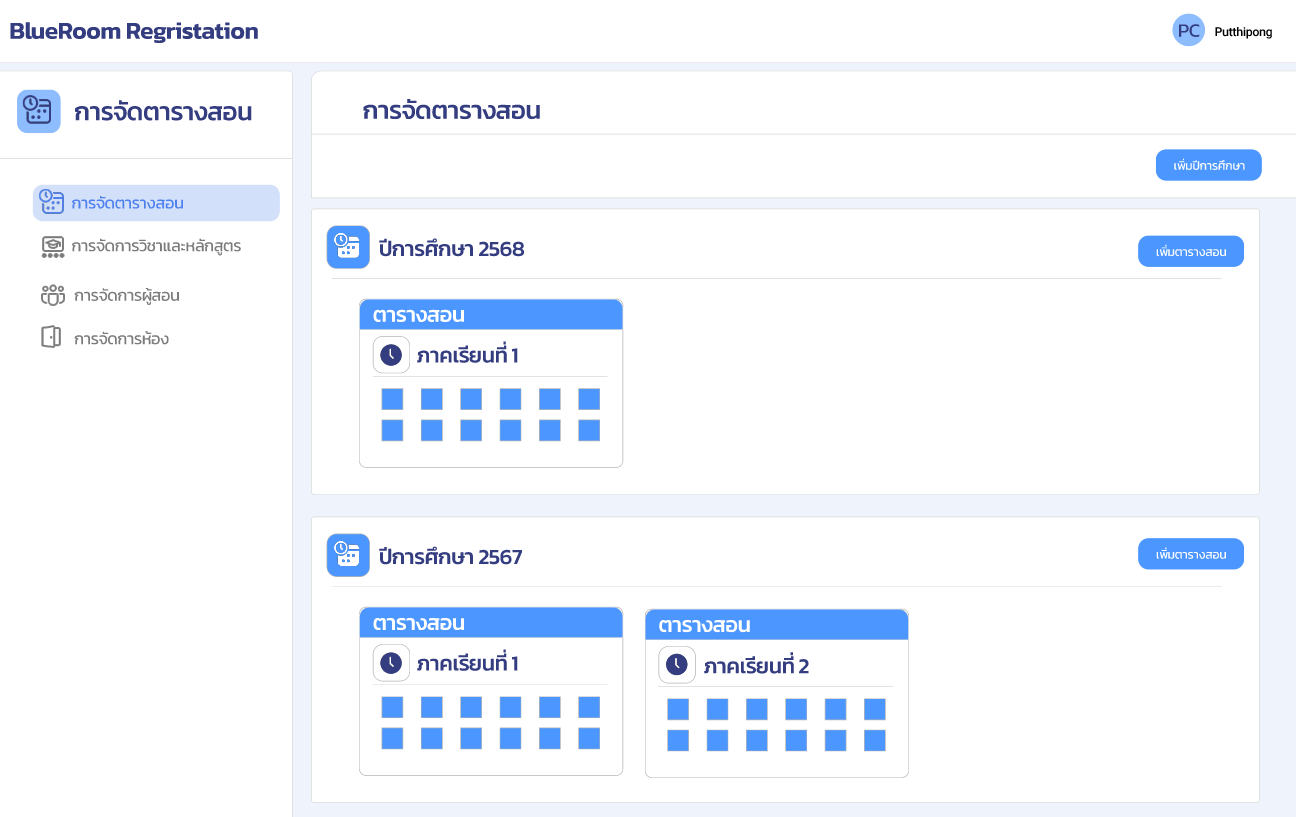 BlueRoom Regristation
PC Putthipong
การจัดตารางสอน
การจัดตารางสอน
การจัดการวิชาและหลักสูตร
การจัดการผู้สอน
การจัดการห้อง
การจัดตารางสอน
เพิ่มปีการศึกษา
ปีการศึกษา 2568
เพิ่มตารางสอน
ตารางสอน
ภาคเรียนที่ 1
ปีการศึกษา 2567
เพิ่มตารางสอน
ตารางสอน
ภาคเรียนที่ 1
ตารางสอน
ภาคเรียนที่ 2